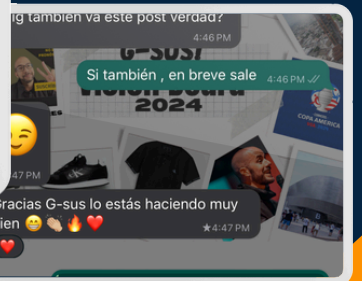 ig también va este post verdad?
4:46 PM
G-SUS!
Si también , en breve sale 4:46 PM
Vision Board
2024
COPA AMERICA
:47 PM
Gracias G-sus lo estás haciendo muy
ien 😁👏🏻🔥❤️
★4:47 PM